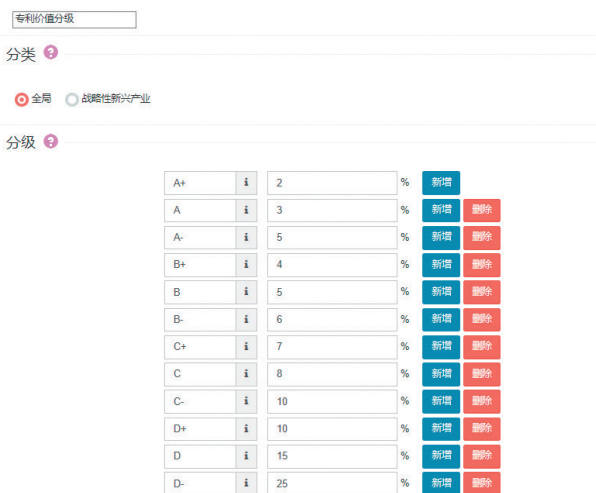 专利价值分级
分类 ?
全局 战略性新兴产业
分级 ?
A+ i 2 % 新增
A i 3 % 新增 删除
A- i 5 % 新增 删除
B+ i 4 % 新增 删除
B i 5 % 新增 删除
B- i 6 % 新增 删除
C+ i 7 % 新增 删除
C i 8 % 新增 删除
C- i 10 % 新增 删除
D+ i 10 % 新增 删除
D i 15 % 新增 删除
D- i 25 % 新增 删除